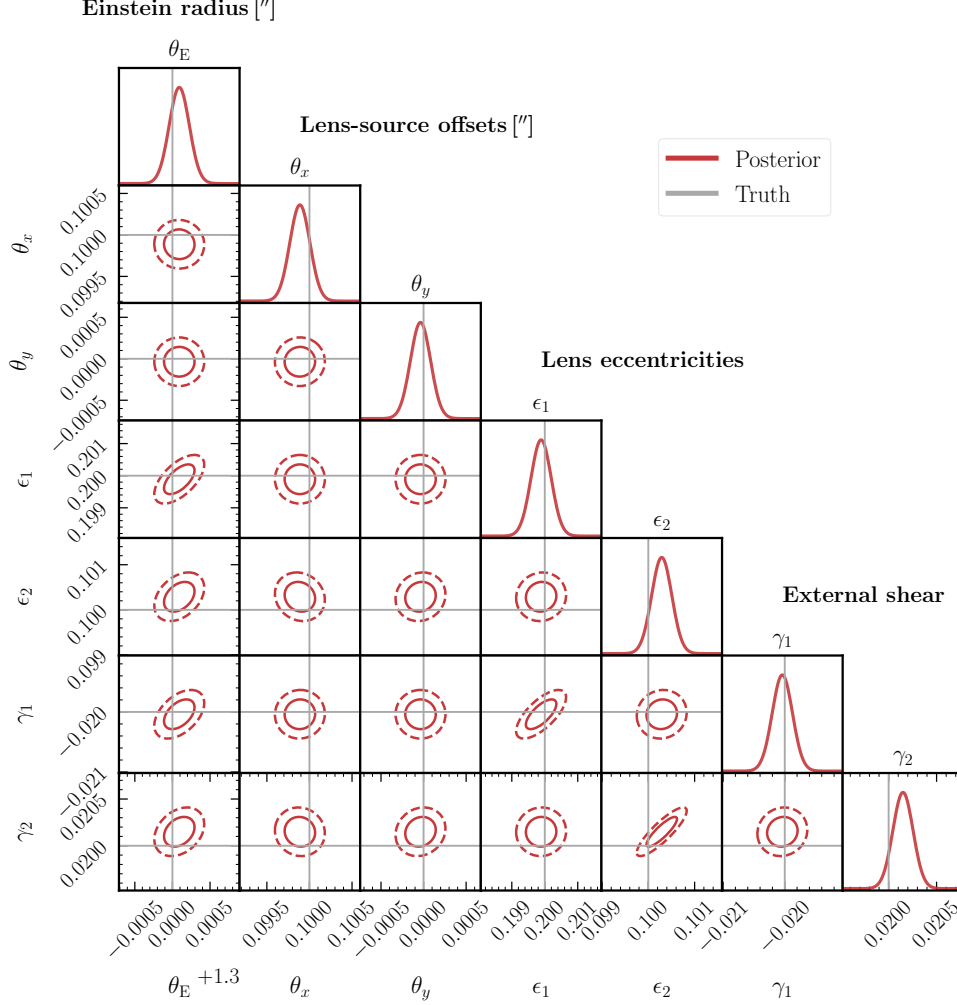 Einstein radius [″]
θE
Lens-source offsets [″]
Posterior
Truth
θx
θx
0.1005
0.1000
0.0995
θy
θy
0.0005
0.0000
−0.0005
Lens eccentricities
ϵ1
ϵ1
0.201
0.200
0.199
ϵ2
ϵ2
0.101
0.100
0.099
External shear
γ1
γ1
−0.020
−0.021
γ2
γ2
0.0205
0.0200
−0.0005 0.0000 0.0005 0.0995 0.1000 0.1005 −0.0005 0.0000 0.0005 0.199 0.200 0.201 0.099 0.100 0.101 −0.021 −0.020 0.0200 0.0205
θE +1.3 θx θy ϵ1 ϵ2 γ1